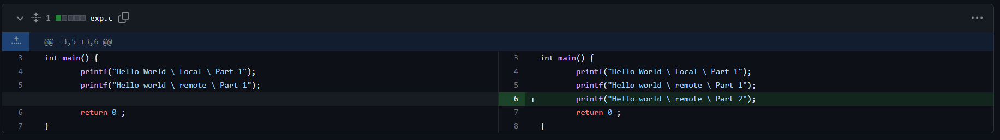 1 exp.c
@@ -3,5 +3,6 @@
3 int main() {
4 printf("Hello World \ Local \ Part 1");
5 printf("Hello world \ remote \ Part 1");
6 return 0 ;
7 }
3 int main() {
4 printf("Hello World \ Local \ Part 1");
5 printf("Hello world \ remote \ Part 1");
6 + printf("Hello world \ remote \ Part 2");
7 return 0 ;
8 }